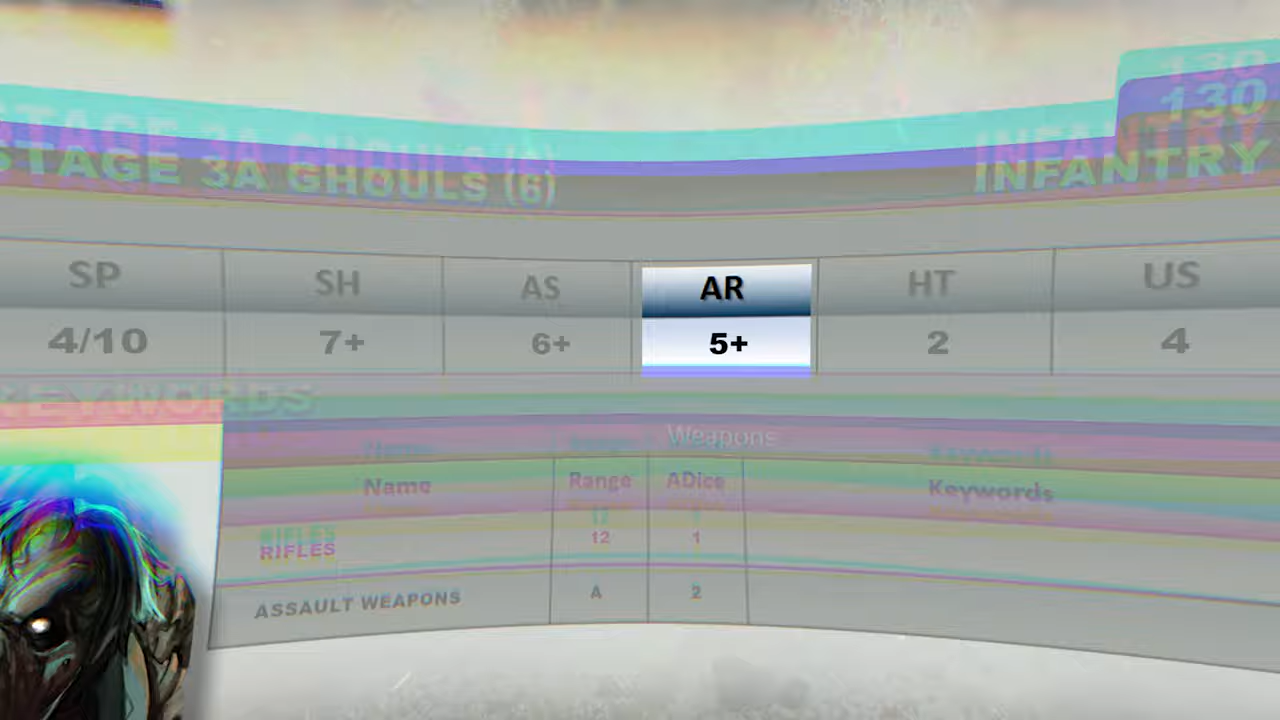 130
STAGE 3A GHOULS (6) INFANTRY
SP SH AS AR HT US
4/10 7+ 6+ 5+ 2 4
KEYWORDS
Weapons
Name Range ADice Keywords
RIFLES 12 1
ASSAULT WEAPONS A 2